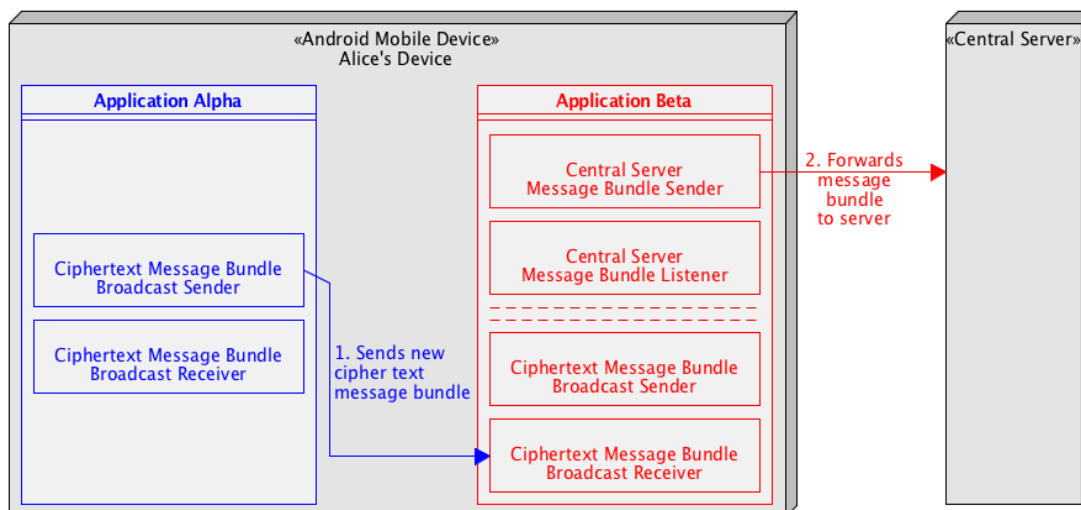 «Android Mobile Device»
Alice's Device
«Central Server»
Application Alpha
Ciphertext Message Bundle
Broadcast Sender
Ciphertext Message Bundle
Broadcast Receiver
1. Sends new
cipher text
message bundle
Application Beta
Central Server
Message Bundle Sender
Central Server
Message Bundle Listener
Ciphertext Message Bundle
Broadcast Sender
Ciphertext Message Bundle
Broadcast Receiver
2. Forwards
message
bundle
to server